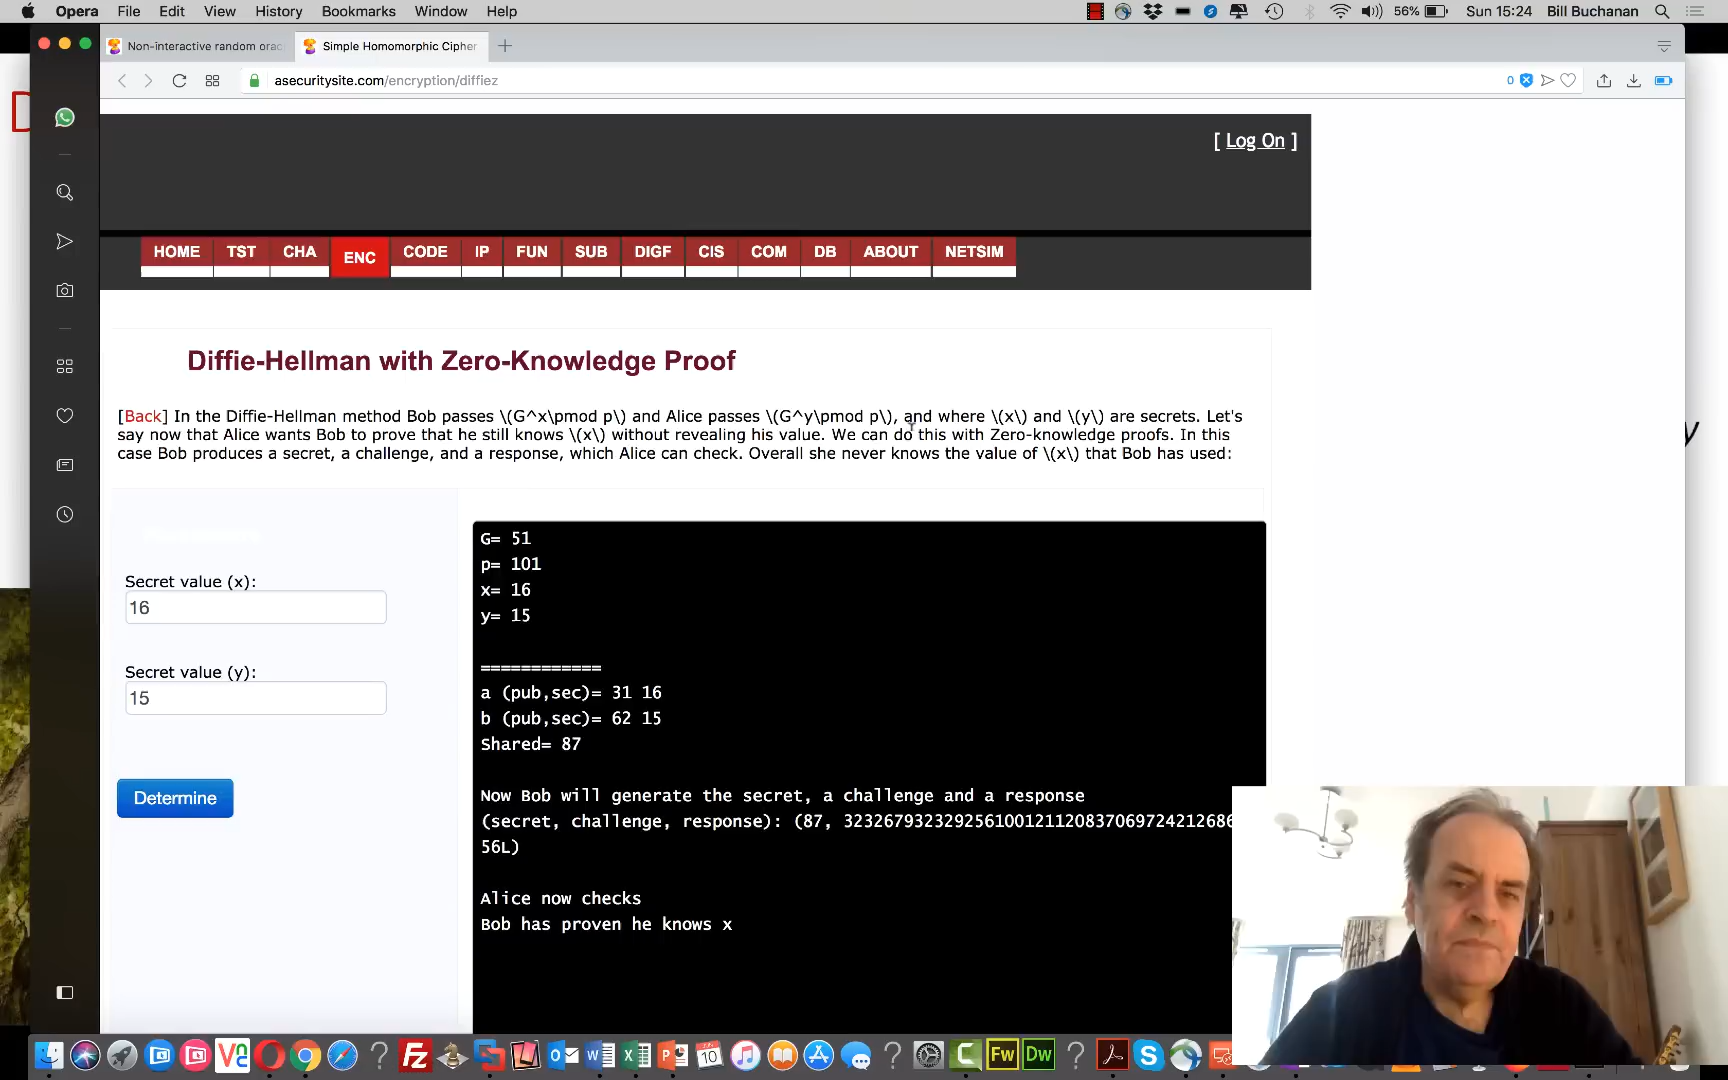 Opera File Edit View History Bookmarks Window Help 56% Sun 15:24 Bill Buchanan
Non-interactive random orac Simple Homomorphic Cipher
asecuritysite.com/encryption/diffiez 0
[ Log On ]
HOME TST CHA ENC CODE IP FUN SUB DIGF CIS COM DB ABOUT NETSIM
Diffie-Hellman with Zero-Knowledge Proof
[Back] In the Diffie-Hellman method Bob passes \(G^x\pmod p\) and Alice passes \(G^y\pmod p\), and where \(x\) and \(y\) are secrets. Let's
say now that Alice wants Bob to prove that he still knows \(x\) without revealing his value. We can do this with Zero-knowledge proofs. In this
case Bob produces a secret, a challenge, and a response, which Alice can check. Overall she never knows the value of \(x\) that Bob has used:
Secret value (x):
16
Secret value (y):
15
Determine
G= 51
p= 101
x= 16
y= 15
============
a (pub,sec)= 31 16
b (pub,sec)= 62 15
Shared= 87
Now Bob will generate the secret, a challenge and a response
(secret, challenge, response): (87, 32326793232925610012112083706972421268
56L)
Alice now checks
Bob has proven he knows x
D
y
VC
FZ
10
Fw
Dw